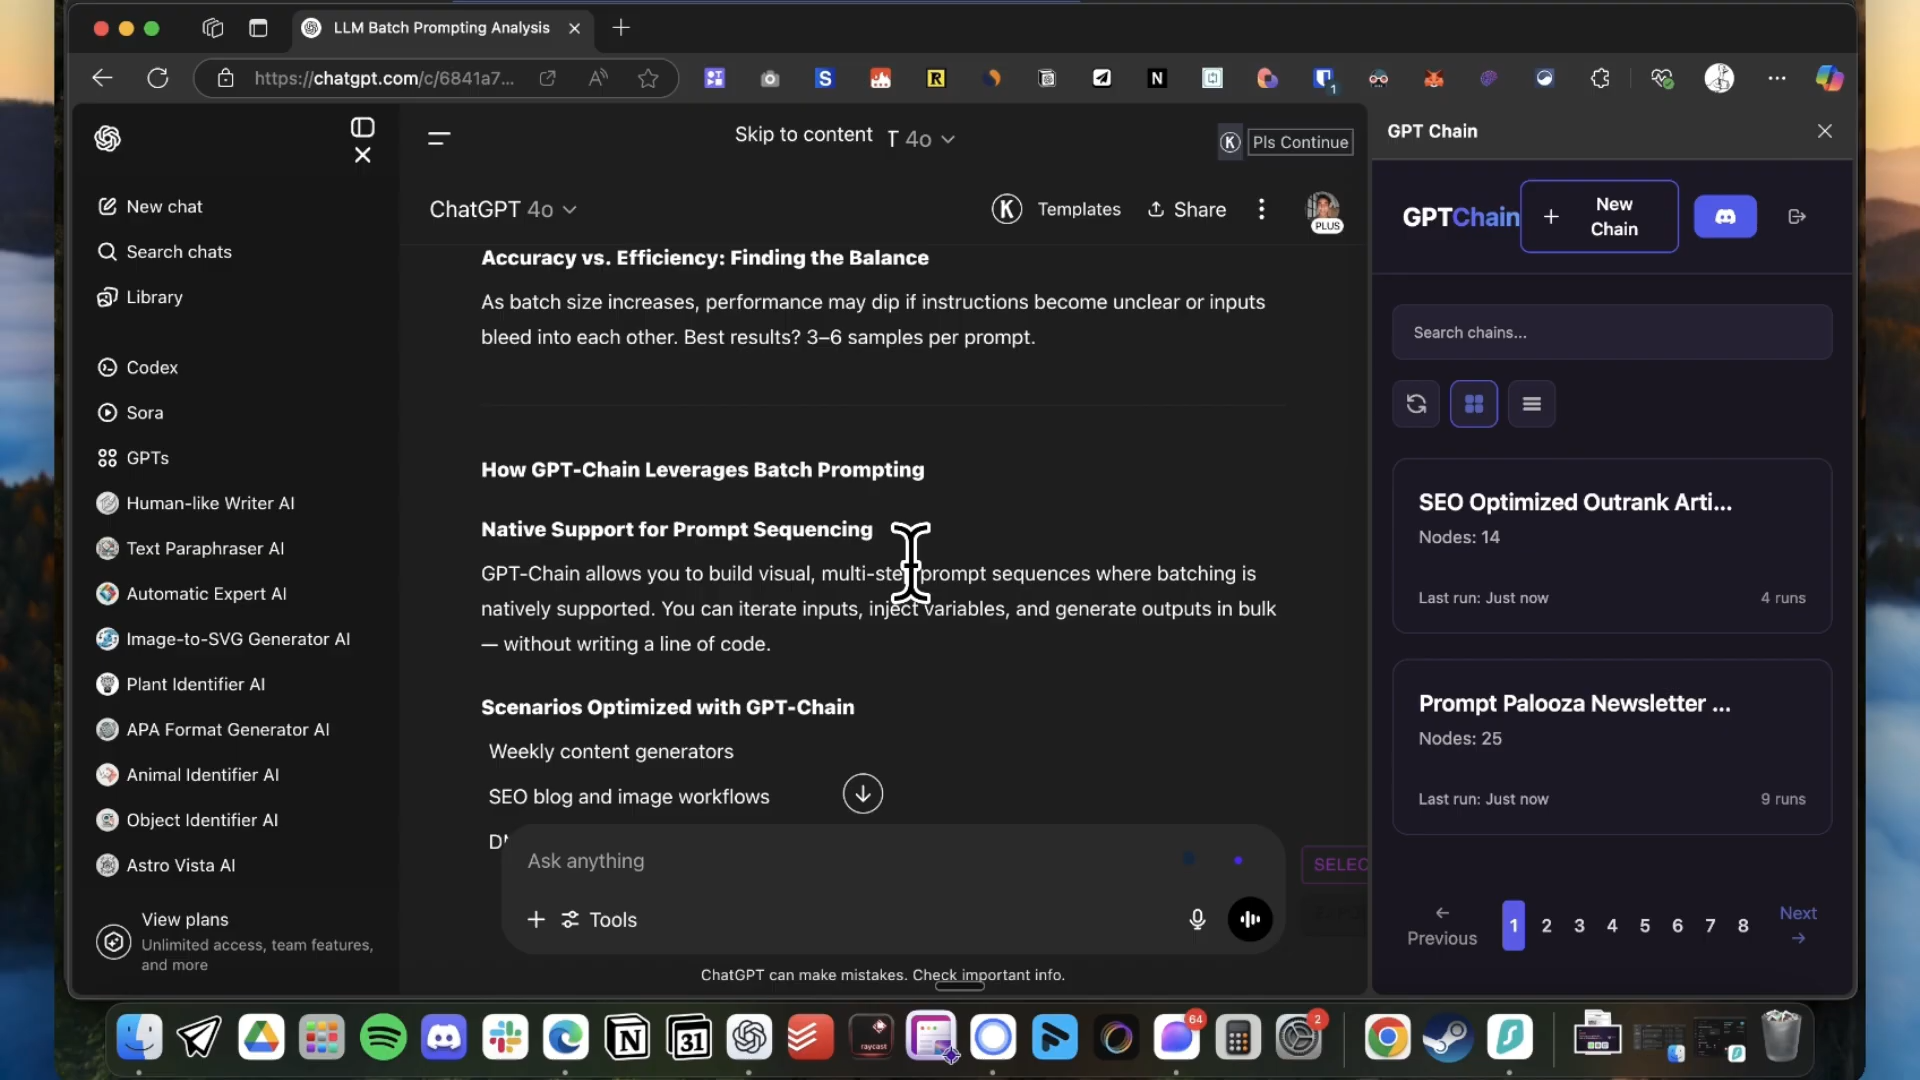 LLM Batch Prompting Analysis
https://chatgpt.com/c/6841a7...
1
New chat
Search chats
Library
Codex
Sora
GPTs
Human-like Writer AI
Text Paraphraser AI
Automatic Expert AI
Image-to-SVG Generator AI
Plant Identifier AI
APA Format Generator AI
Animal Identifier AI
Object Identifier AI
Astro Vista AI
View plans
Unlimited access, team features,
and more
Skip to content T 4o
K Pls Continue
ChatGPT 4o
K Templates Share
PLUS
Accuracy vs. Efficiency: Finding the Balance
As batch size increases, performance may dip if instructions become unclear or inputs
bleed into each other. Best results? 3–6 samples per prompt.
How GPT-Chain Leverages Batch Prompting
Native Support for Prompt Sequencing
GPT-Chain allows you to build visual, multi-step prompt sequences where batching is
natively supported. You can iterate inputs, inject variables, and generate outputs in bulk
— without writing a line of code.
Scenarios Optimized with GPT-Chain
Weekly content generators
SEO blog and image workflows
Ask anything
Tools
SELEC
ChatGPT can make mistakes. Check important info.
GPT Chain
GPTChain
+ New
Chain
Search chains...
SEO Optimized Outrank Arti...
Nodes: 14
Last run: Just now 4 runs
Prompt Palooza Newsletter ...
Nodes: 25
Last run: Just now 9 runs
← Previous 1 2 3 4 5 6 7 8 Next →
31
raycast
64
2